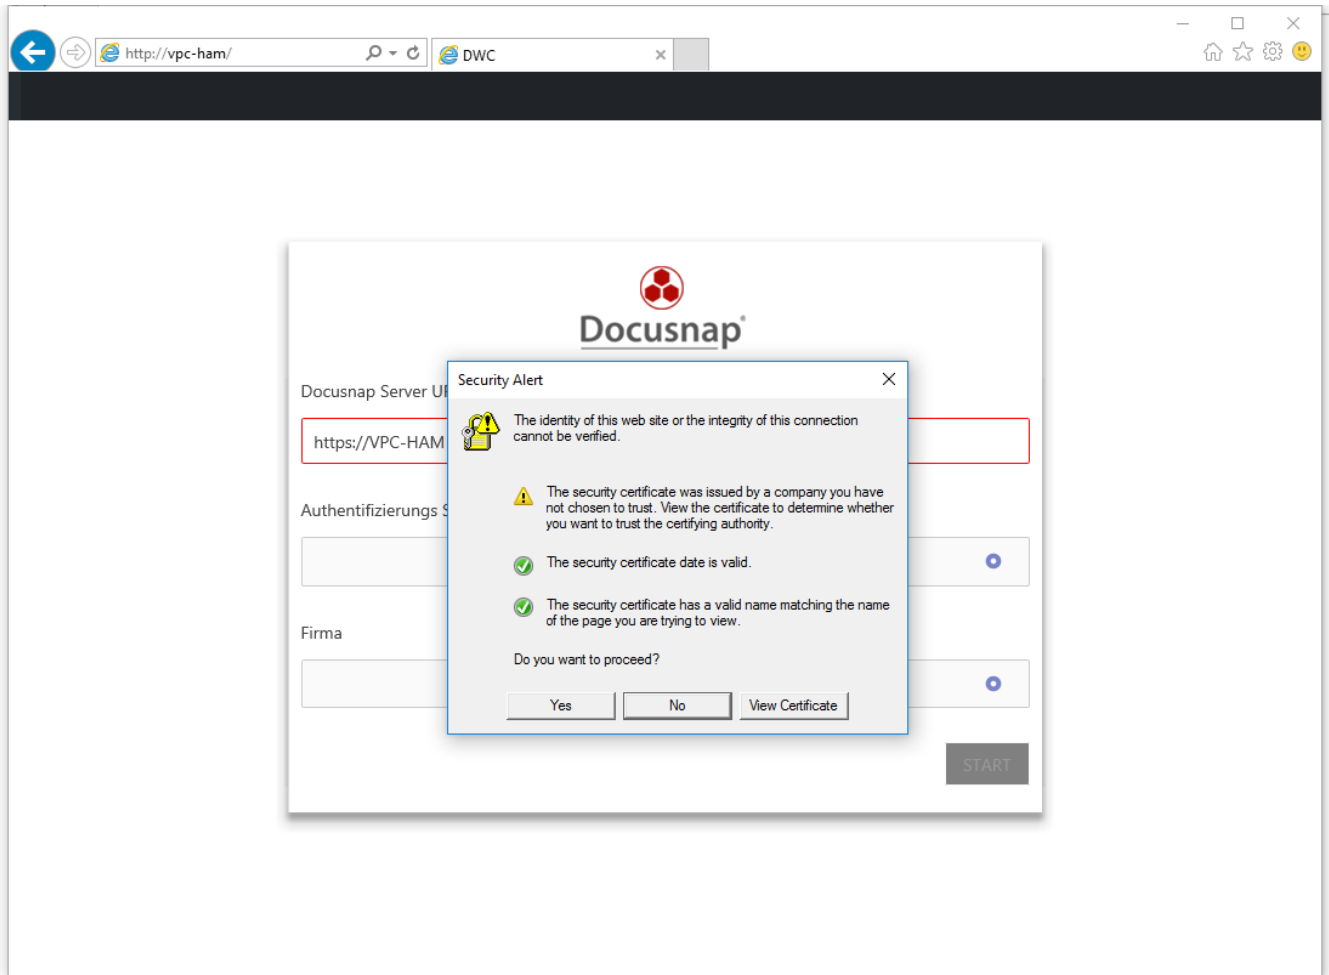 http://vpc-ham/
DWC
Docusnap®
Docusnap Server
https://VPC-HAM
Authentifizierungs
Firma
START
Security Alert
The identity of this web site or the integrity of this connection
cannot be verified.
The security certificate was issued by a company you have
not chosen to trust. View the certificate to determine whether
you want to trust the certifying authority.
The security certificate date is valid.
The security certificate has a valid name matching the name
of the page you are trying to view.
Do you want to proceed?
Yes
No
View Certificate